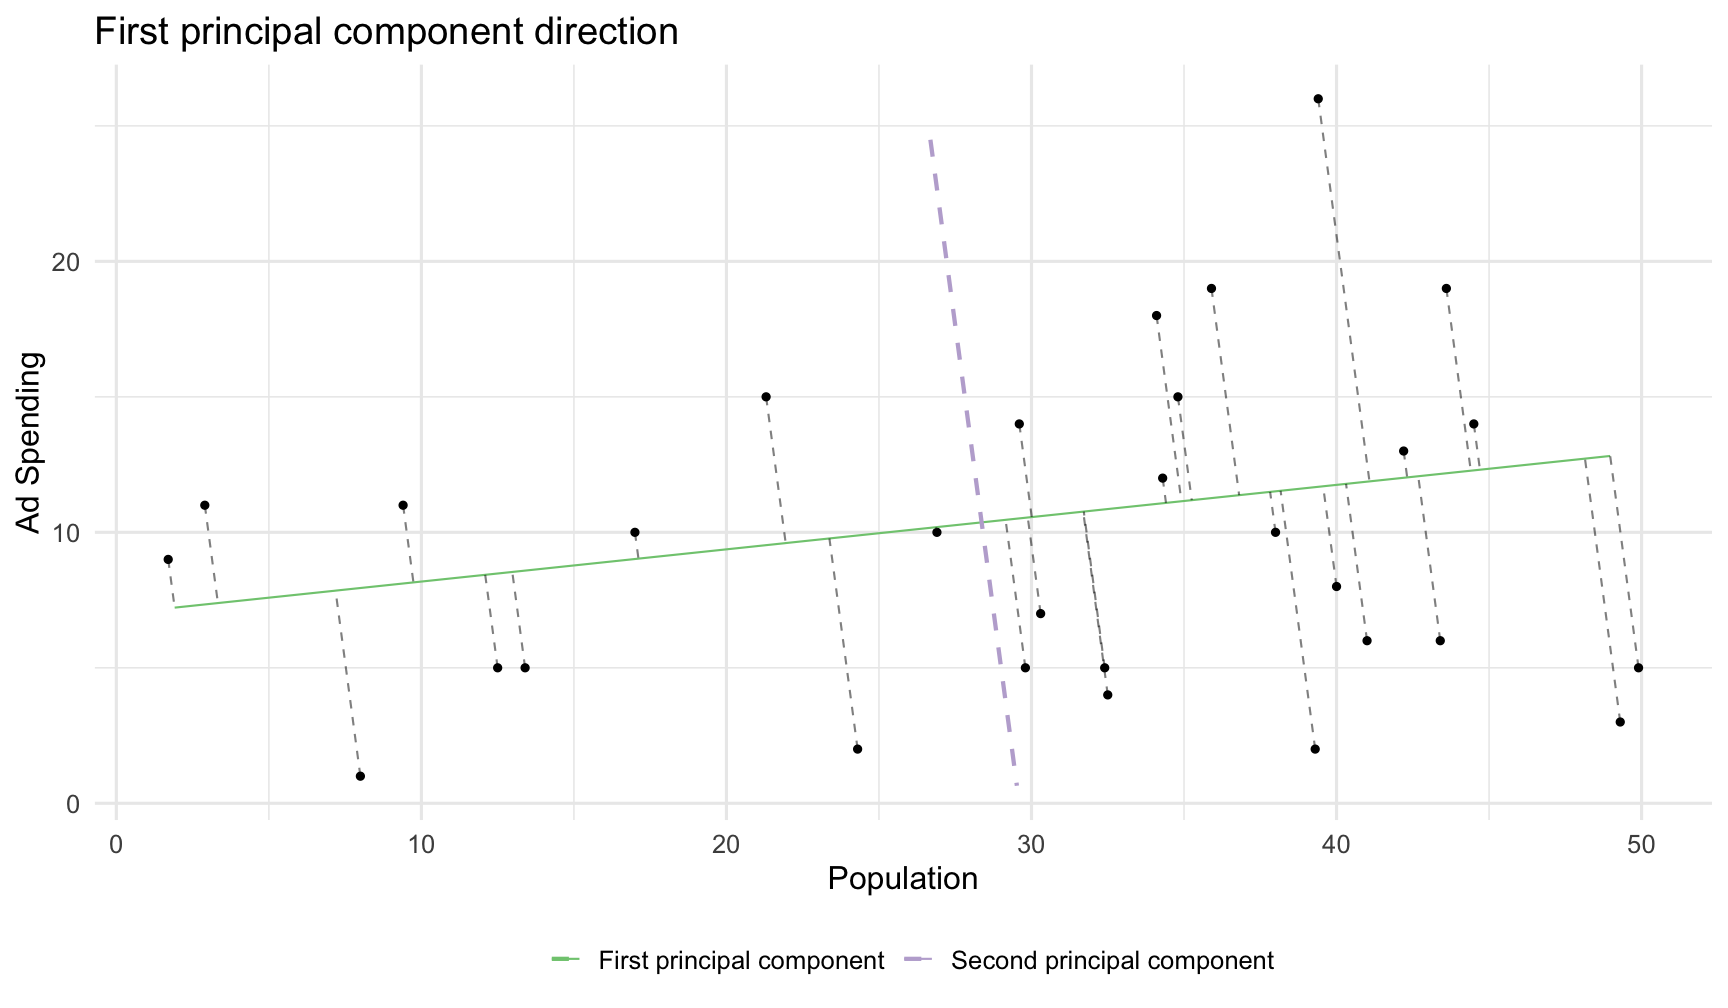 First principal component direction
Ad Spending
20
10
0
0 10 20 30 40 50
Population
First principal component Second principal component